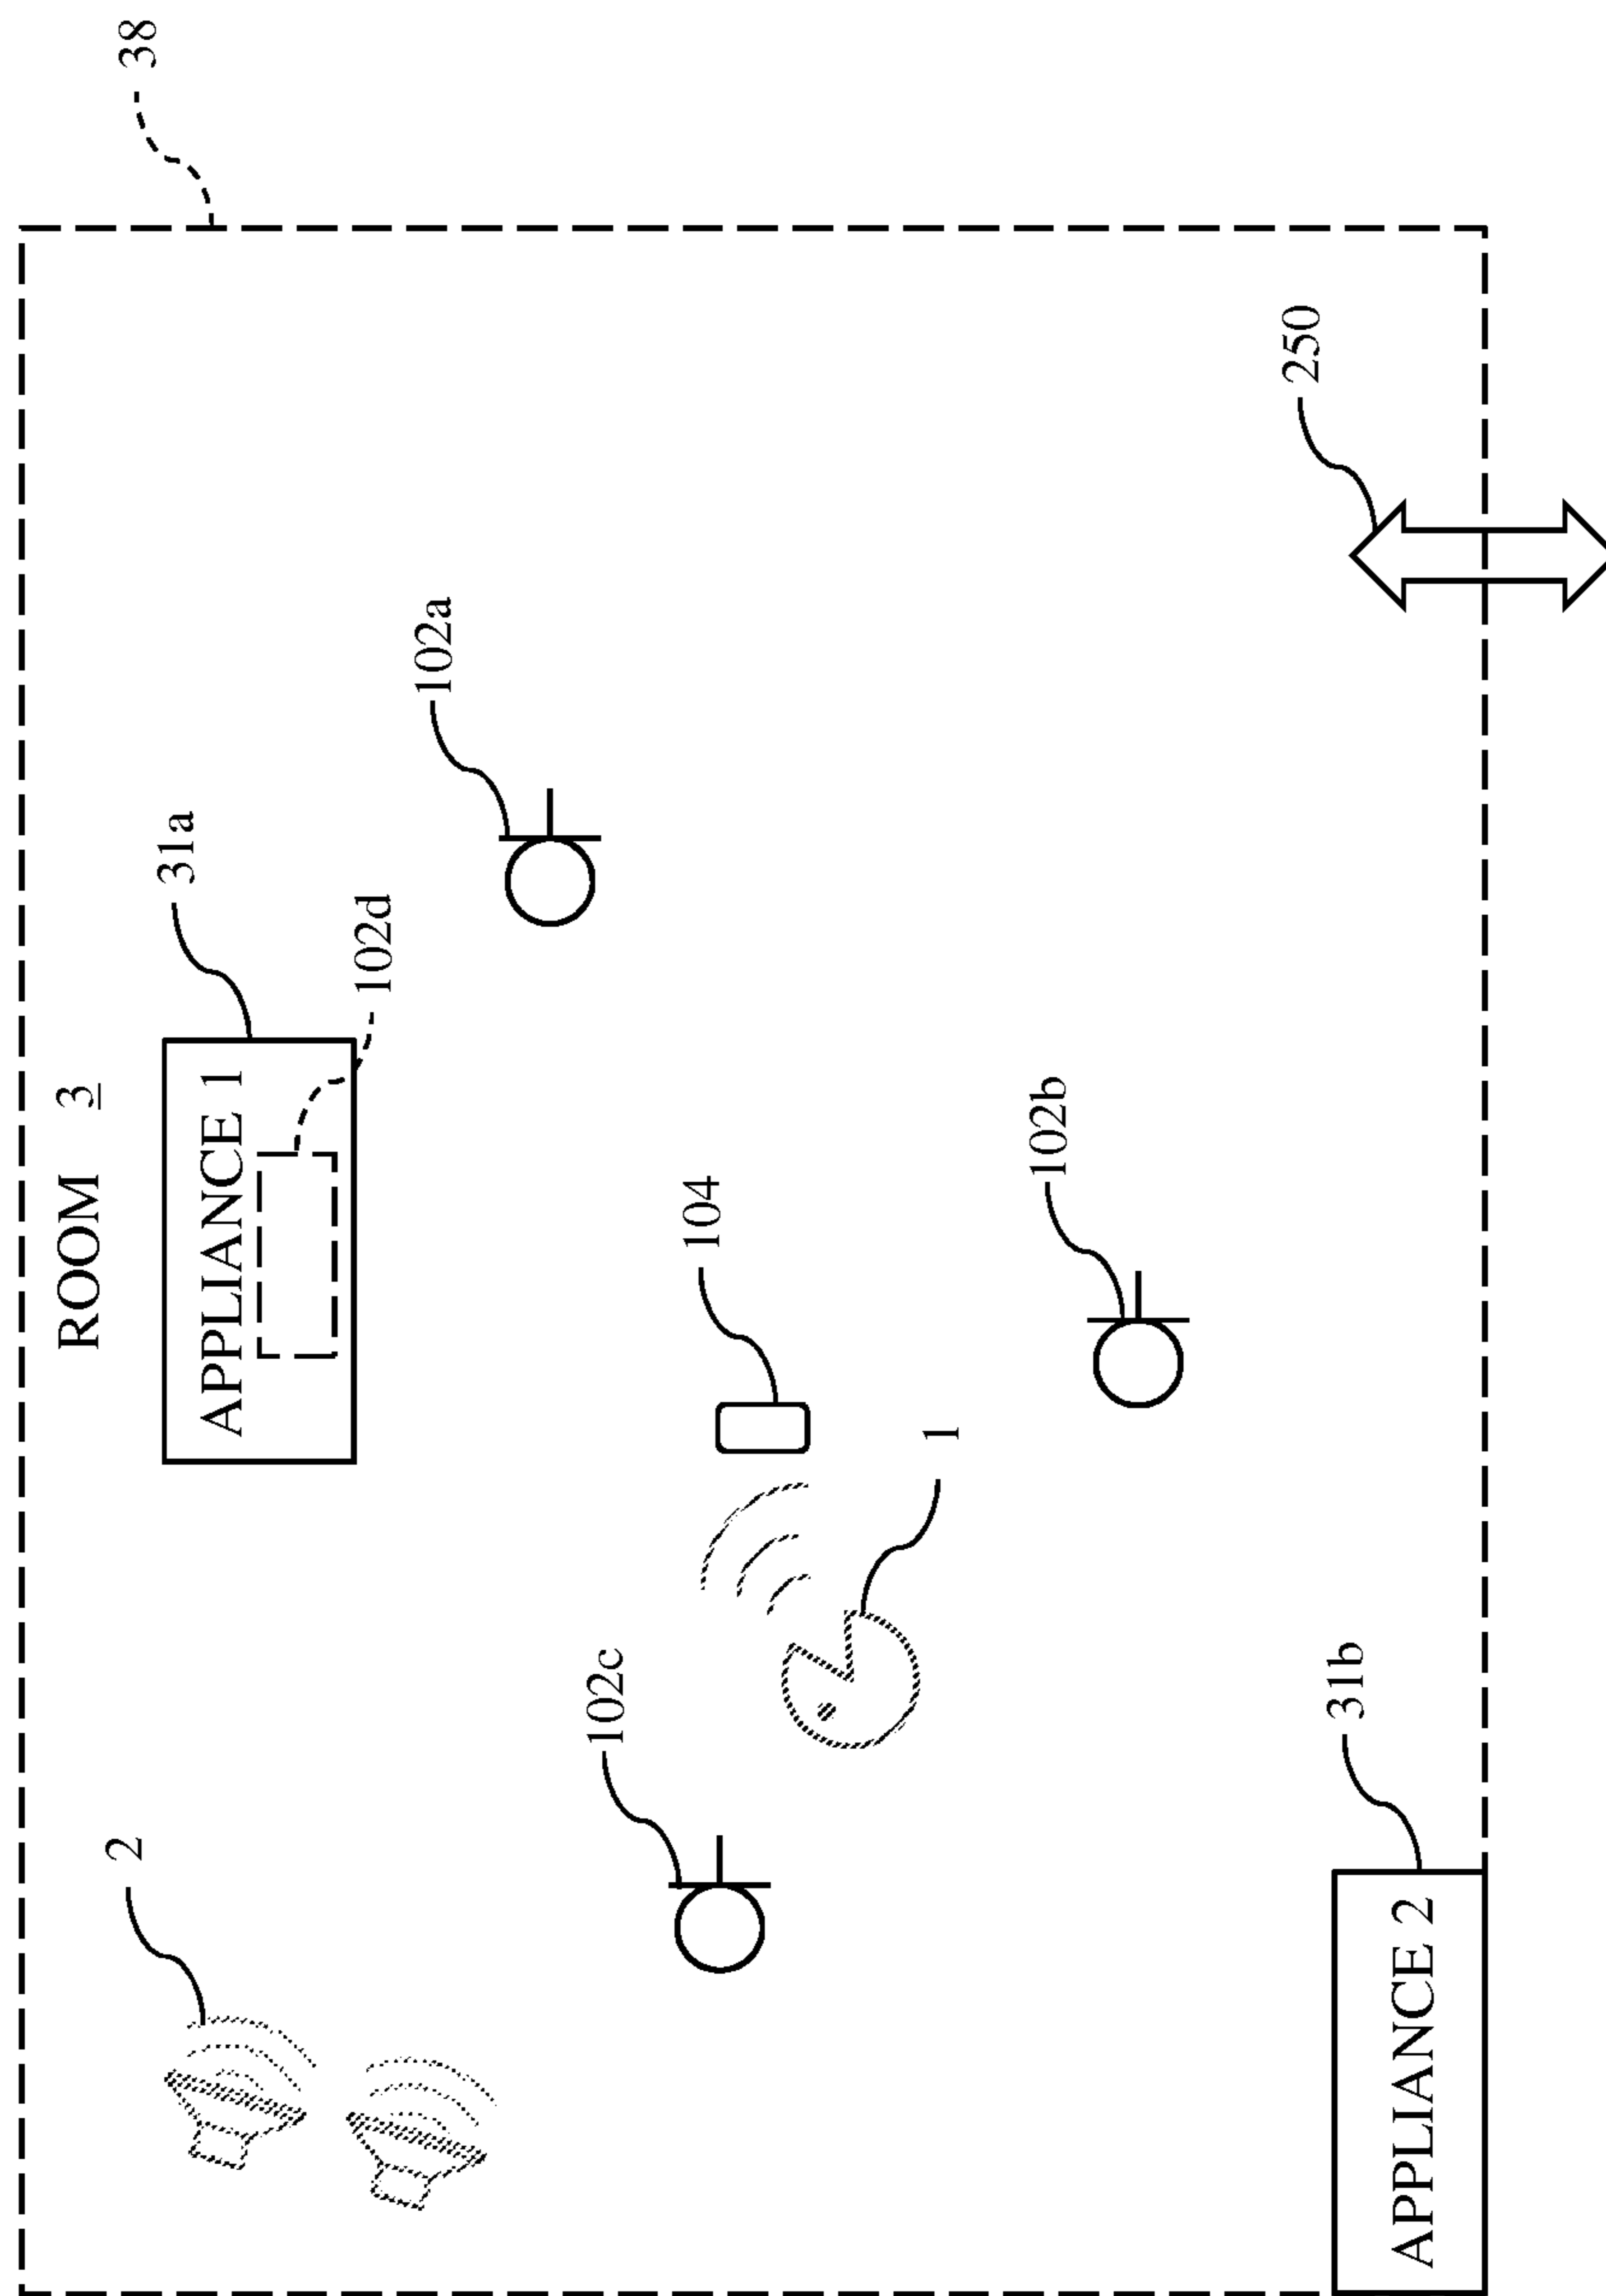 38
ROOM 3
APPLIANCE 1
31a
102d
2
102a
102c
104
1
102b
250
APPLIANCE 2
31b